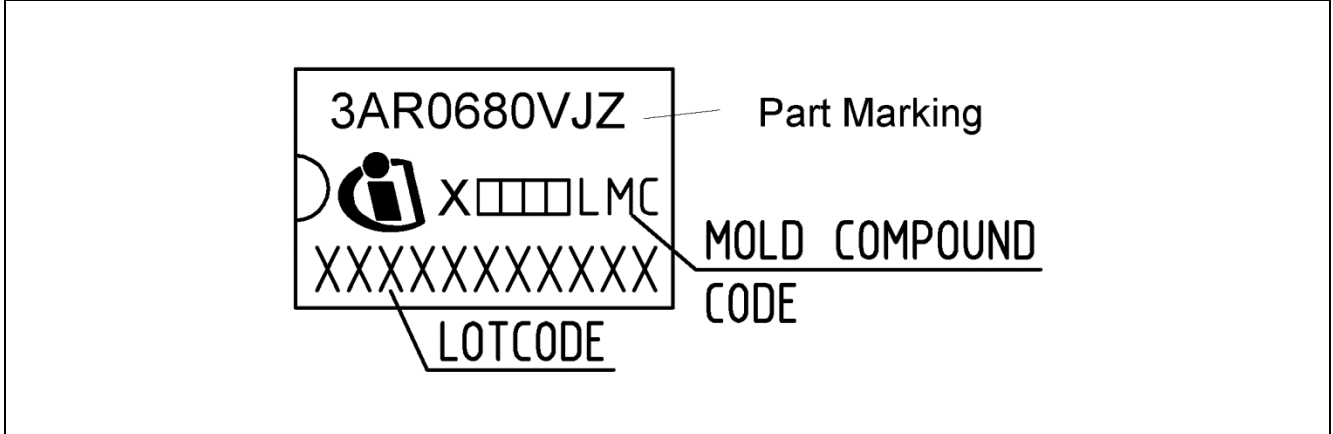 3AR0680VJZ
Part Marking
X□□□□LMC
MOLD COMPOUND
CODE
XXXXXXXXXXX
LOTCODE